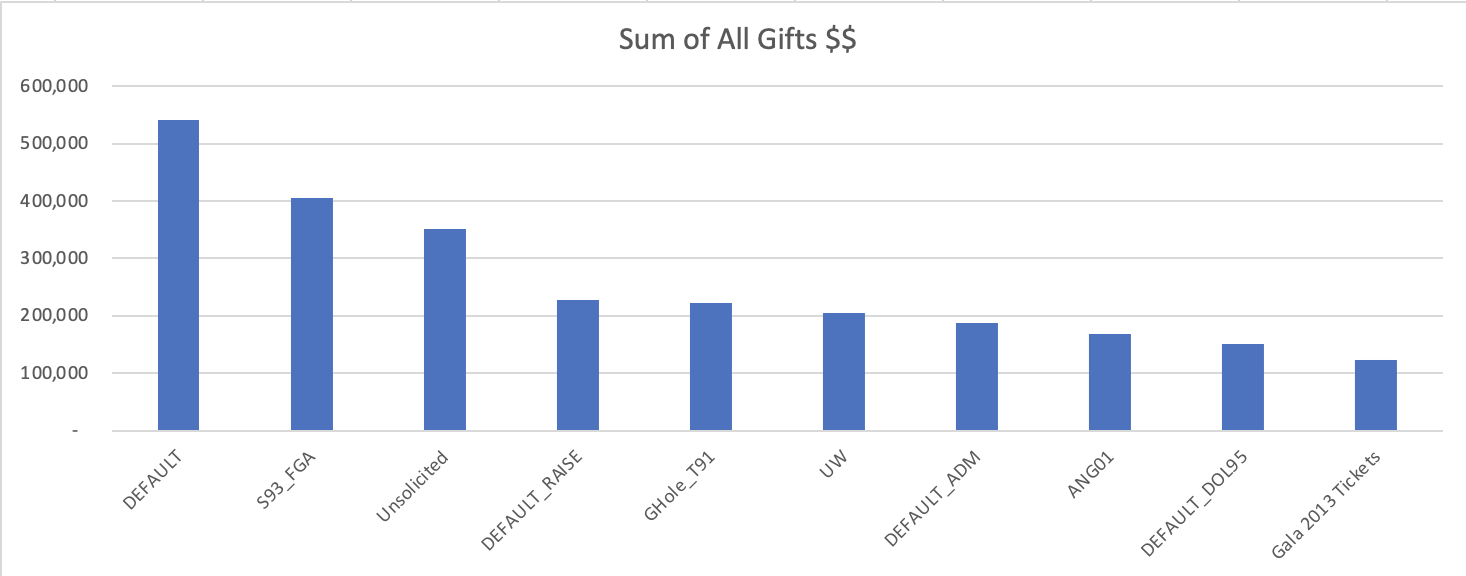 Sum of All Gifts $$
600,000
500,000
400,000
300,000
200,000
100,000
-
DEFAULT
S93_FGA
Unsolicited
DEFAULT_RAISE
GHole_T91
UW
DEFAULT_ADM
ANG01
DEFAULT_DOL95
Gala 2013 Tickets